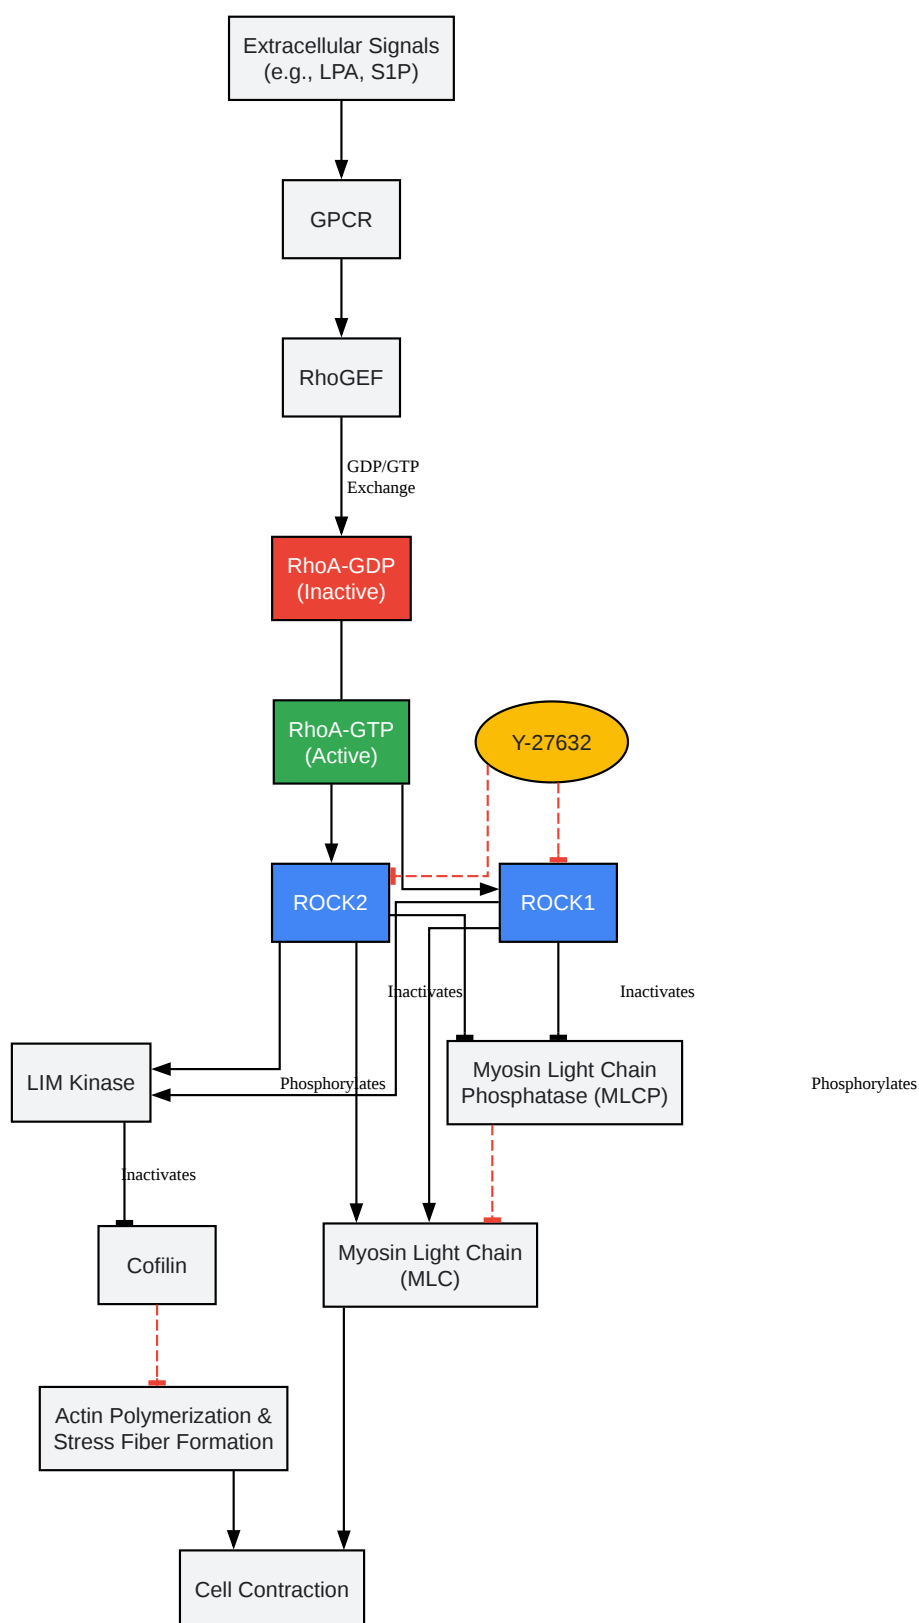 Extracellular Signals
(e.g., LPA, S1P)
GPCR
RhoGEF
GDP/GTP
Exchange
RhoA-GDP
(Inactive)
RhoA-GTP
(Active)
Y-27632
ROCK2
ROCK1
Inactivates
Inactivates
LIM Kinase
Phosphorylates
Myosin Light Chain
Phosphatase (MLCP)
Phosphorylates
Inactivates
Cofilin
Myosin Light Chain
(MLC)
Actin Polymerization &
Stress Fiber Formation
Cell Contraction